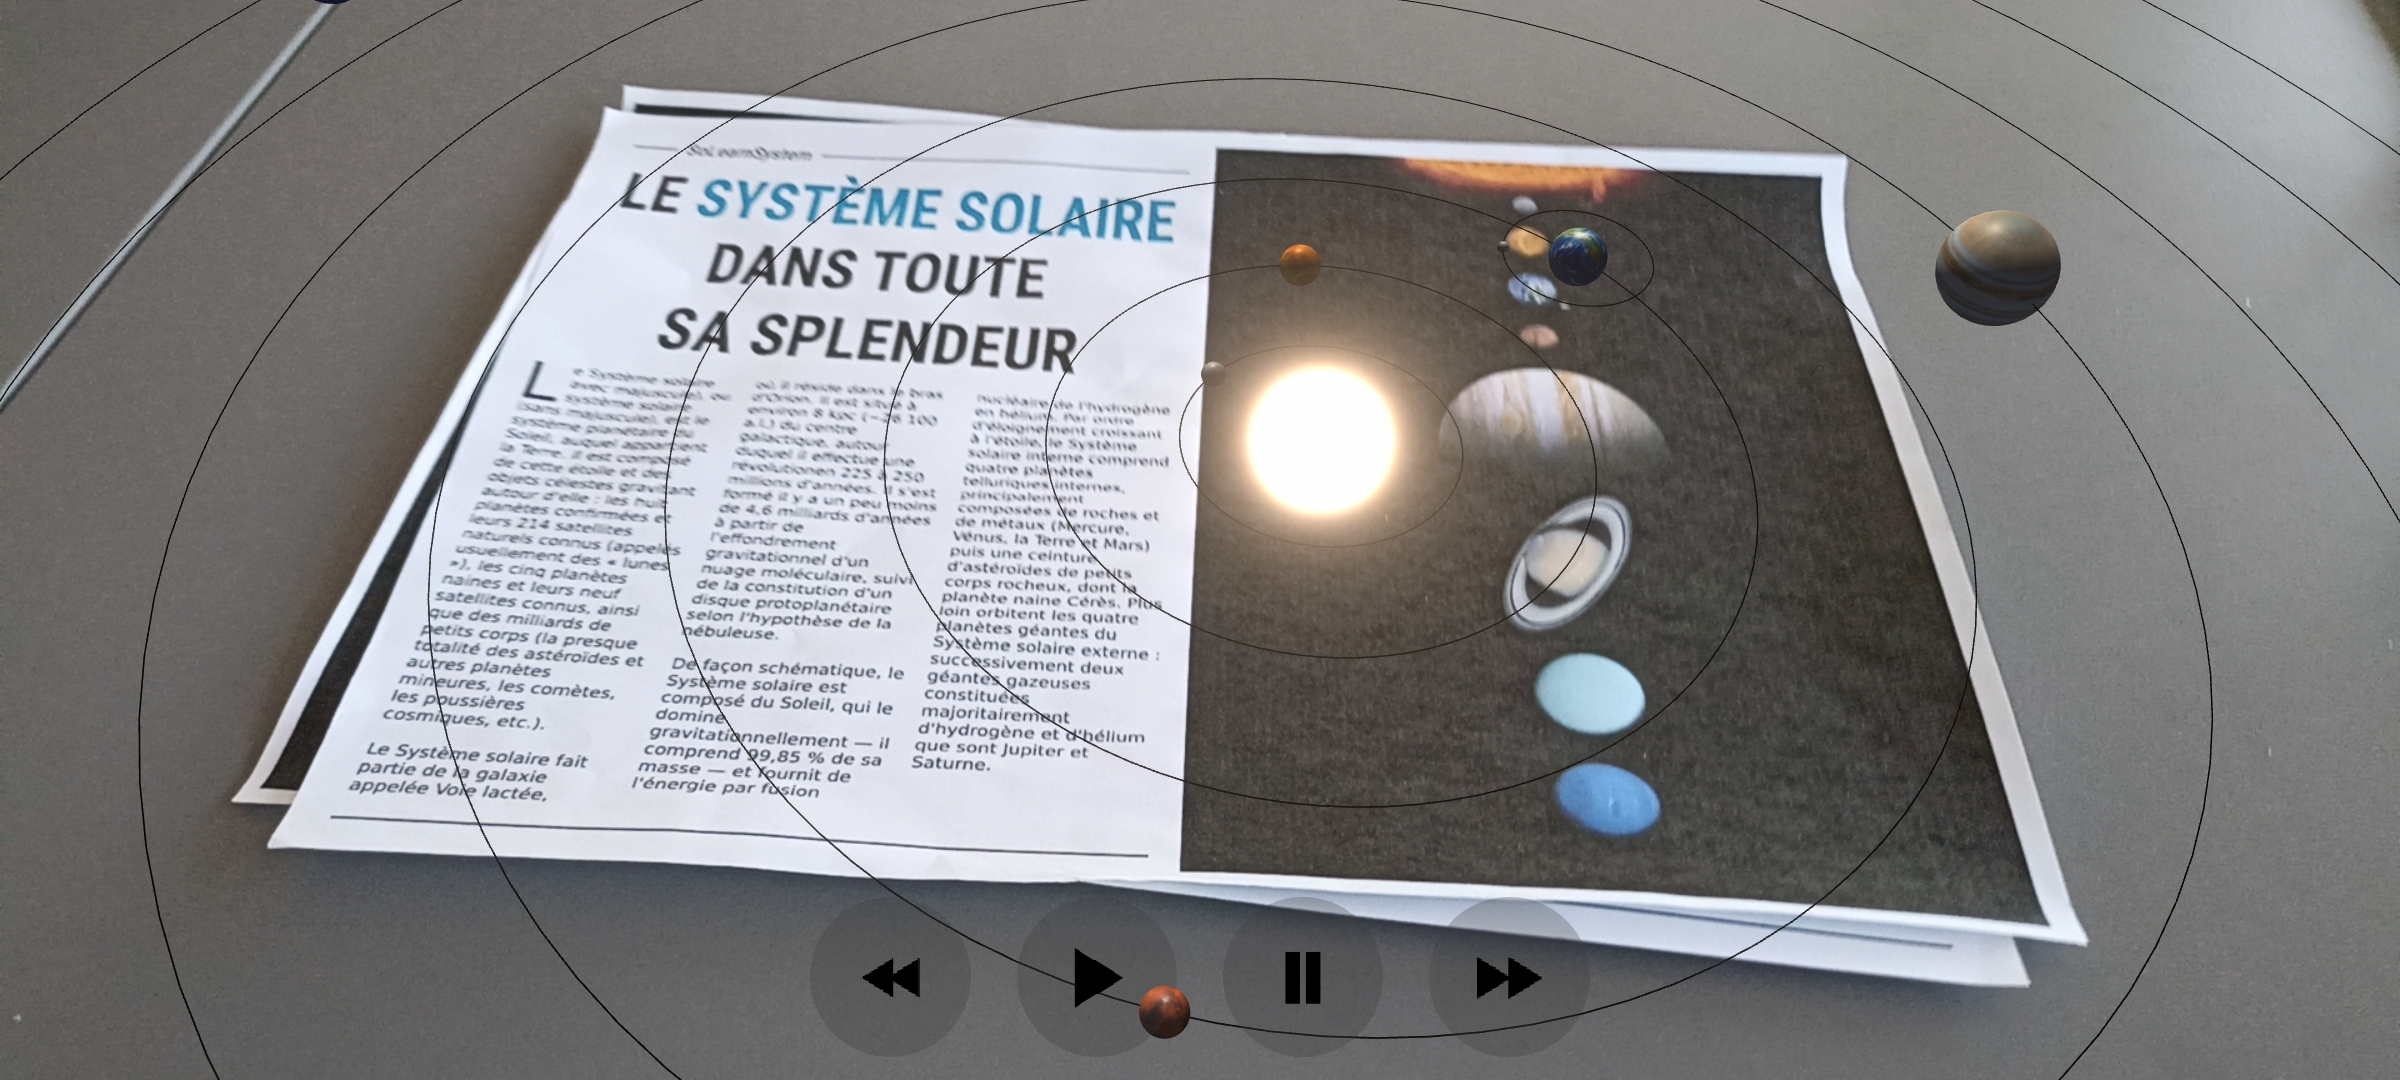 SoLearnSystem
LE SYSTÈME SOLAIRE
DANS TOUTE
SA SPLENDEUR
Le Système solaire
avec majuscule), ou
système solaire
(sans majuscule), est le
système planétaire du
Soleil, auquel appartient
la Terre. Il est composé
de cette étoile et des
objets célestes gravitant
autour d'elle : les huit
planètes confirmées et
leurs 214 satellites
naturels connus (appelés
usuellement des « lunes
»), les cinq planètes
naines et leurs neuf
satellites connus, ainsi
que des milliards de
petits corps (la presque
totalité des astéroïdes et
autres planètes
mineures, les comètes,
les poussières
cosmiques, etc.).
Le Système solaire fait
partie de la galaxie
appelée Voie lactée,
où il réside dans le bras
d'Orion. Il est situé à
environ 8 kpc (~26 100
a.l.) du centre
galactique, autour
duquel il effectue une
révolutionen 225 à 250
millions d'années. Il s'est
formé il y a un peu moins
de 4,6 milliards d'années
à partir de
l'effondrement
gravitationnel d'un
nuage moléculaire, suivi
de la constitution d'un
disque protoplanétaire
selon l'hypothèse de la
nébuleuse.
De façon schématique, le
Système solaire est
composé du Soleil, qui le
domine
gravitationnellement — il
comprend 99,85 % de sa
masse — et fournit de
l'énergie par fusion
nucléaire de l'hydrogène
en hélium. Par ordre
d'éloignement croissant
à l'étoile, le Système
solaire interne comprend
quatre planètes
telluriques internes,
principalement
composées de roches et
de métaux (Mercure,
Vénus, la Terre et Mars)
puis une ceinture
d'astéroïdes de petits
corps rocheux, dont la
planète naine Cérès. Plus
loin orbitent les quatre
planètes géantes du
Système solaire externe :
successivement deux
géantes gazeuses
constituées
majoritairement
d'hydrogène et d'hélium
que sont Jupiter et
Saturne.